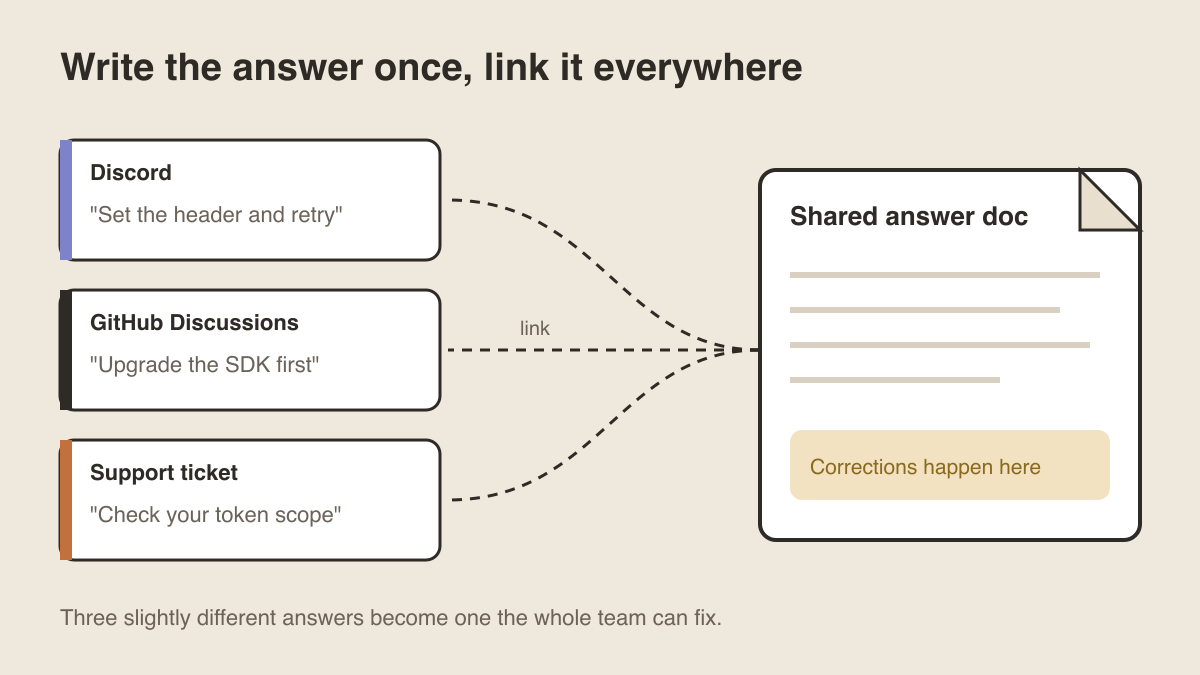 Write the answer once, link it everywhere
Discord
"Set the header and retry"
GitHub Discussions
"Upgrade the SDK first"
Support ticket
"Check your token scope"
link
Shared answer doc
Corrections happen here
Three slightly different answers become one the whole team can fix.